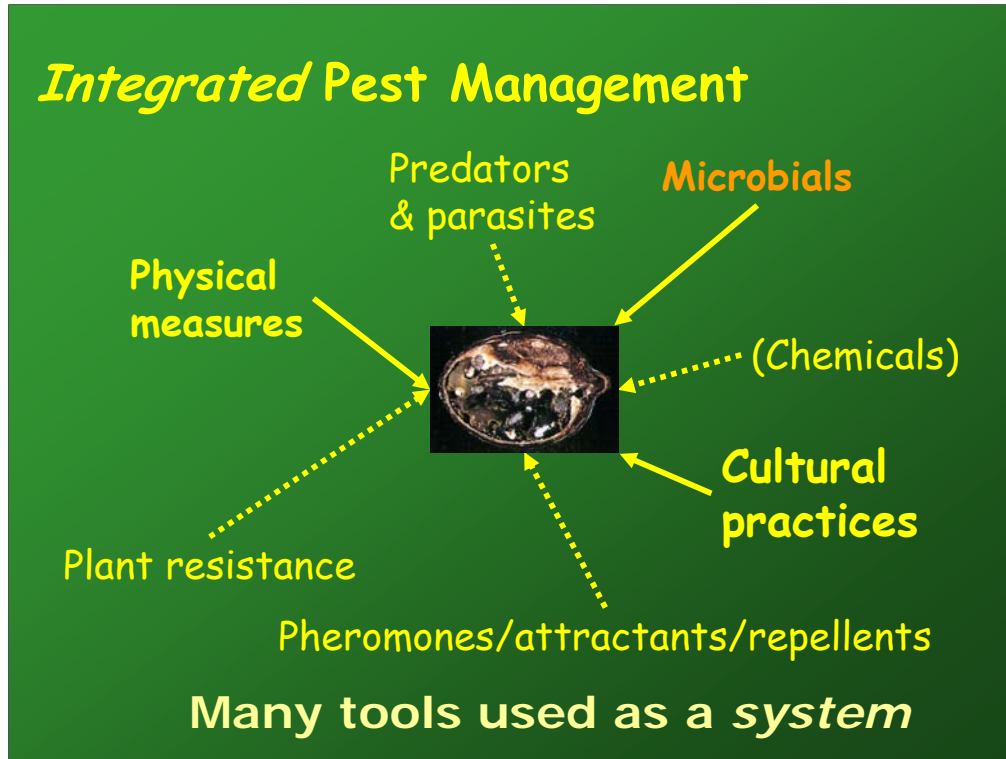 Integrated Pest Management
Predators
& parasites
Microbials
Physical
measures
(Chemicals)
Cultural
practices
Plant resistance
Pheromones/attractants/repellents
Many tools used as a system